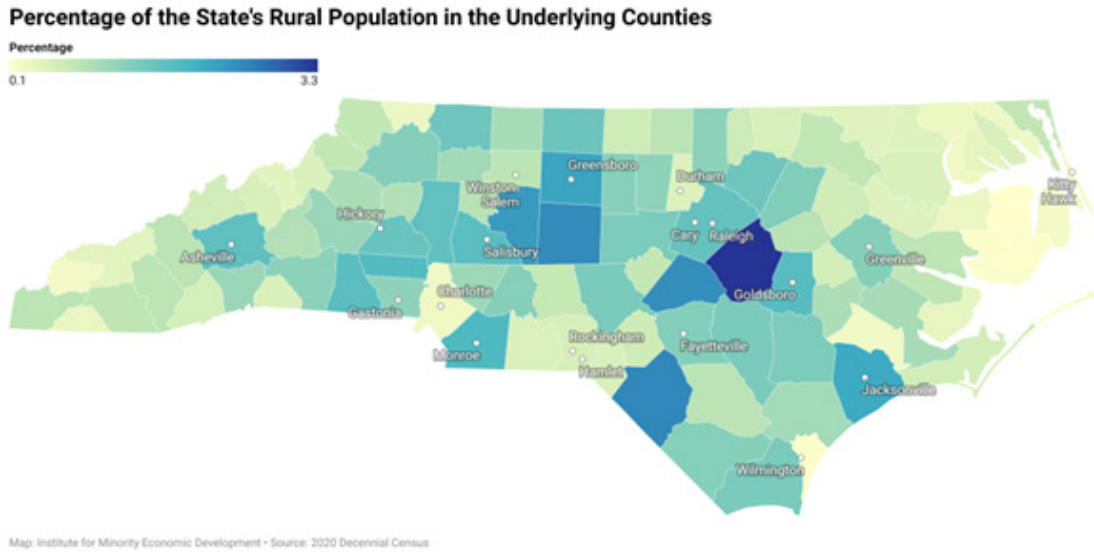 Percentage of the State's Rural Population in the Underlying Counties
Percentage
0.1
3.3
Greensboro
Durham
Kitty
Hawk
Winston
Salem
Hickory
Cary
Raleigh
Asheville
Salisbury
Greenville
Charlotte
Goldsboro
Gastonia
Rockingham
Monroe
Fayetteville
Hamlet
Jacksonville
Wilmington
Map: Institute for Minority Economic Development • Source: 2020 Decennial Census